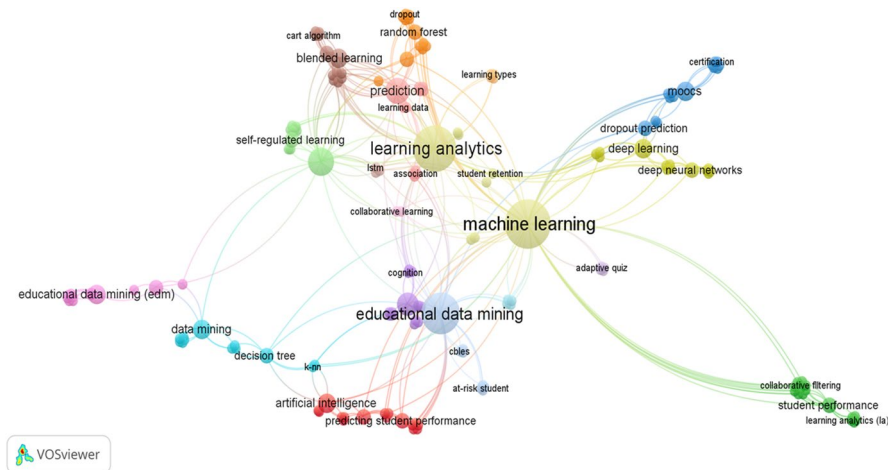 dropout
random forest
cart algorithm
blended learning
certification
learning types
prediction
moocs
learning data
dropout prediction
self-regulated learning
learning analytics
deep learning
lstm
association
student retention
deep neural networks
collaborative learning
machine learning
cognition
adaptive quiz
educational data mining (edm)
educational data mining
data mining
decision tree
cbles
k-nn
at-risk student
collaborative filtering
artificial intelligence
student performance
predicting student performance
learning analytics (la)
VOSviewer